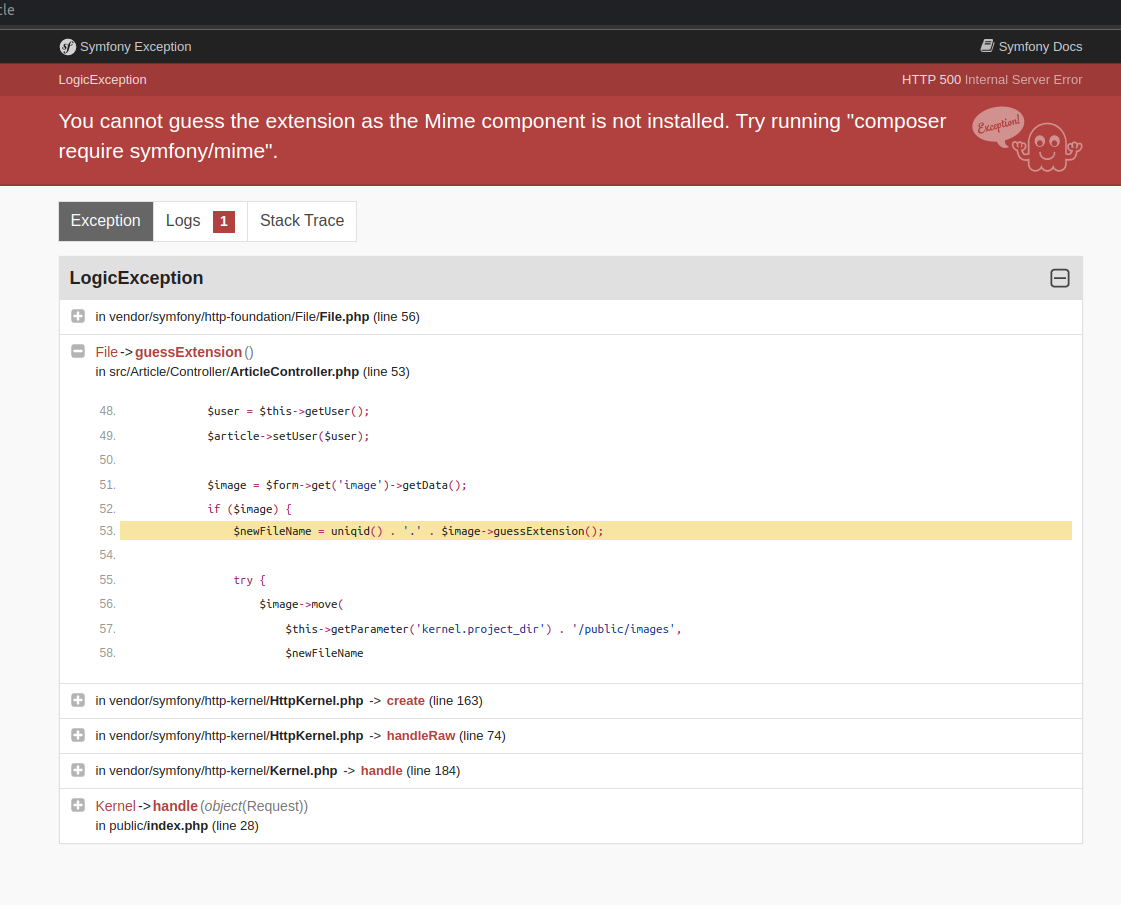 cle
Symfony Exception
Symfony Docs
LogicException
HTTP 500 Internal Server Error
You cannot guess the extension as the Mime component is not installed. Try running "composer
require symfony/mime".
Exception!
Exception
Logs 1
Stack Trace
LogicException
in vendor/symfony/http-foundation/File/File.php (line 56)
File->guessExtension()
in src/Article/Controller/ArticleController.php (line 53)
48. $user = $this->getUser();
49. $article->setUser($user);
50.
51. $image = $form->get('image')->getData();
52. if ($image) {
53. $newFileName = uniqid() . '.' . $image->guessExtension();
54.
55. try {
56. $image->move(
57. $this->getParameter('kernel.project_dir') . '/public/images',
58. $newFileName
in vendor/symfony/http-kernel/HttpKernel.php -> create (line 163)
in vendor/symfony/http-kernel/HttpKernel.php -> handleRaw (line 74)
in vendor/symfony/http-kernel/Kernel.php -> handle (line 184)
Kernel->handle(object(Request))
in public/index.php (line 28)